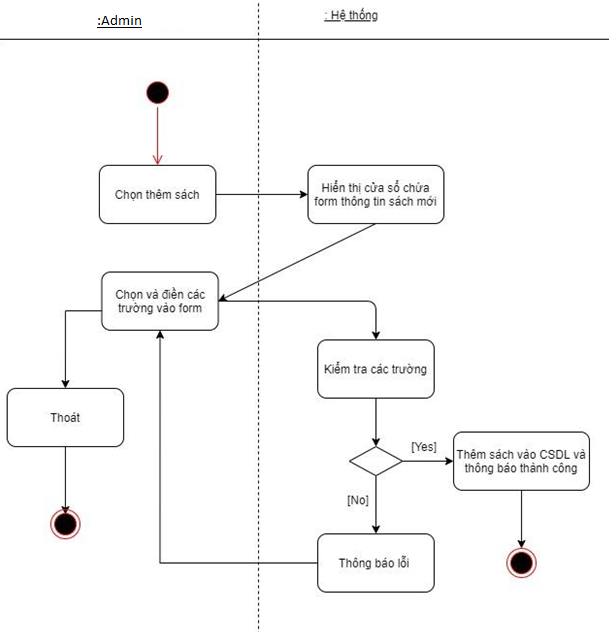 :Admin
: Hệ thống
Chọn thêm sách
Hiển thị cửa sổ chứa
form thông tin sách mới
Chọn và điền các
trường vào form
Kiểm tra các trường
Thoát
[Yes]
Thêm sách vào CSDL và
thông báo thành công
[No]
Thông báo lỗi